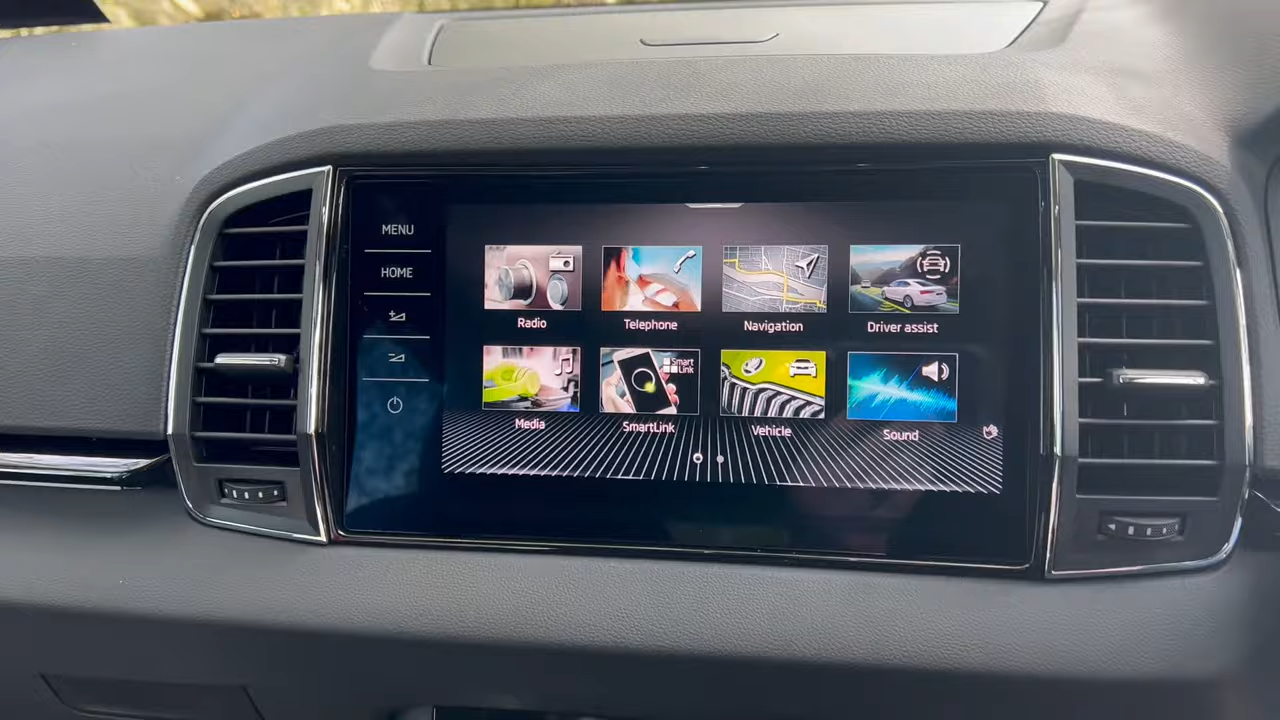 MENU
HOME
Radio
Telephone
Navigation
Driver assist
Smart
Link
Media
SmartLink
Vehicle
Sound